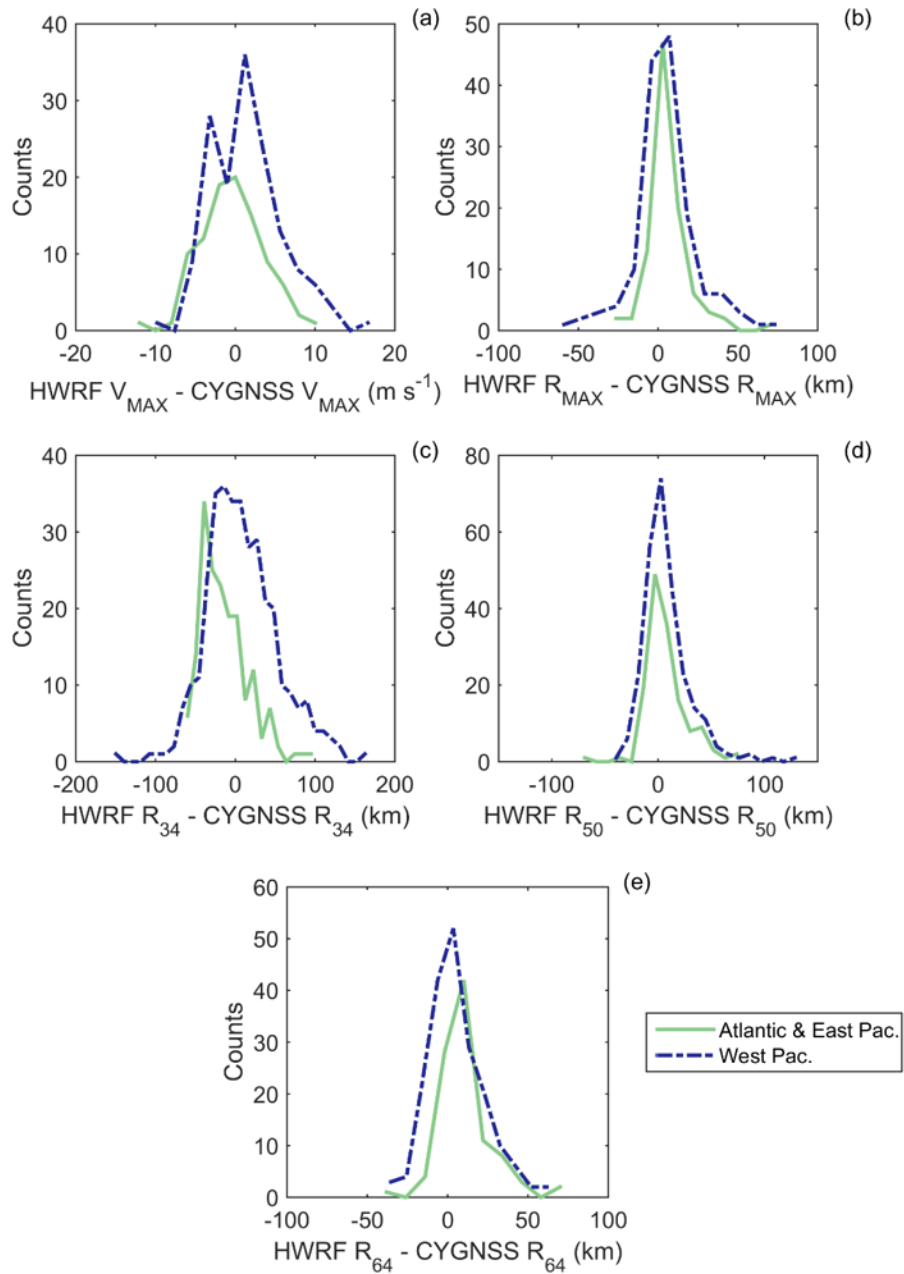 (a)
40
30
20
10
0
Counts
-20 -10 0 10 20
HWRF V_MAX - CYGNSS V_MAX (m s⁻¹)
(b)
50
40
30
20
10
0
Counts
-100 -50 0 50 100
HWRF R_MAX - CYGNSS R_MAX (km)
(c)
40
30
20
10
0
Counts
-200 -100 0 100 200
HWRF R_34 - CYGNSS R_34 (km)
(d)
80
60
40
20
0
Counts
-100 0 100
HWRF R_50 - CYGNSS R_50 (km)
(e)
60
50
40
30
20
10
0
Counts
-100 -50 0 50 100
HWRF R_64 - CYGNSS R_64 (km)
Atlantic & East Pac.
West Pac.